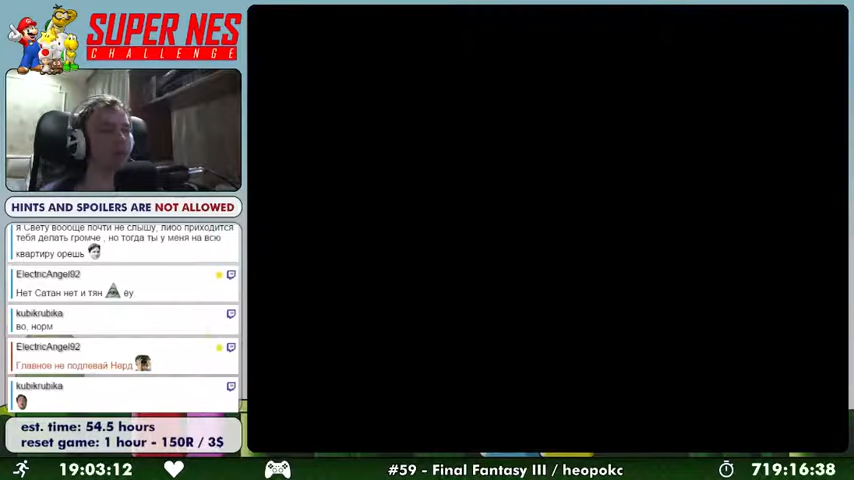 SUPER NES
CHALLENGE
HINTS AND SPOILERS ARE NOT ALLOWED
я Свету вообще почти не слышу, либо приходится
тебя делать громче , но тогда ты у меня на всю
квартиру орешь
ElectricAngel92
Нет Сатан нет и тян еу
kubikrubika
во, норм
ElectricAngel92
Главное не подпевай Нерд
kubikrubika
est. time: 54.5 hours
reset game: 1 hour - 150R / 3$
19:03:12
#59 - Final Fantasy III / heopokc
719:16:38